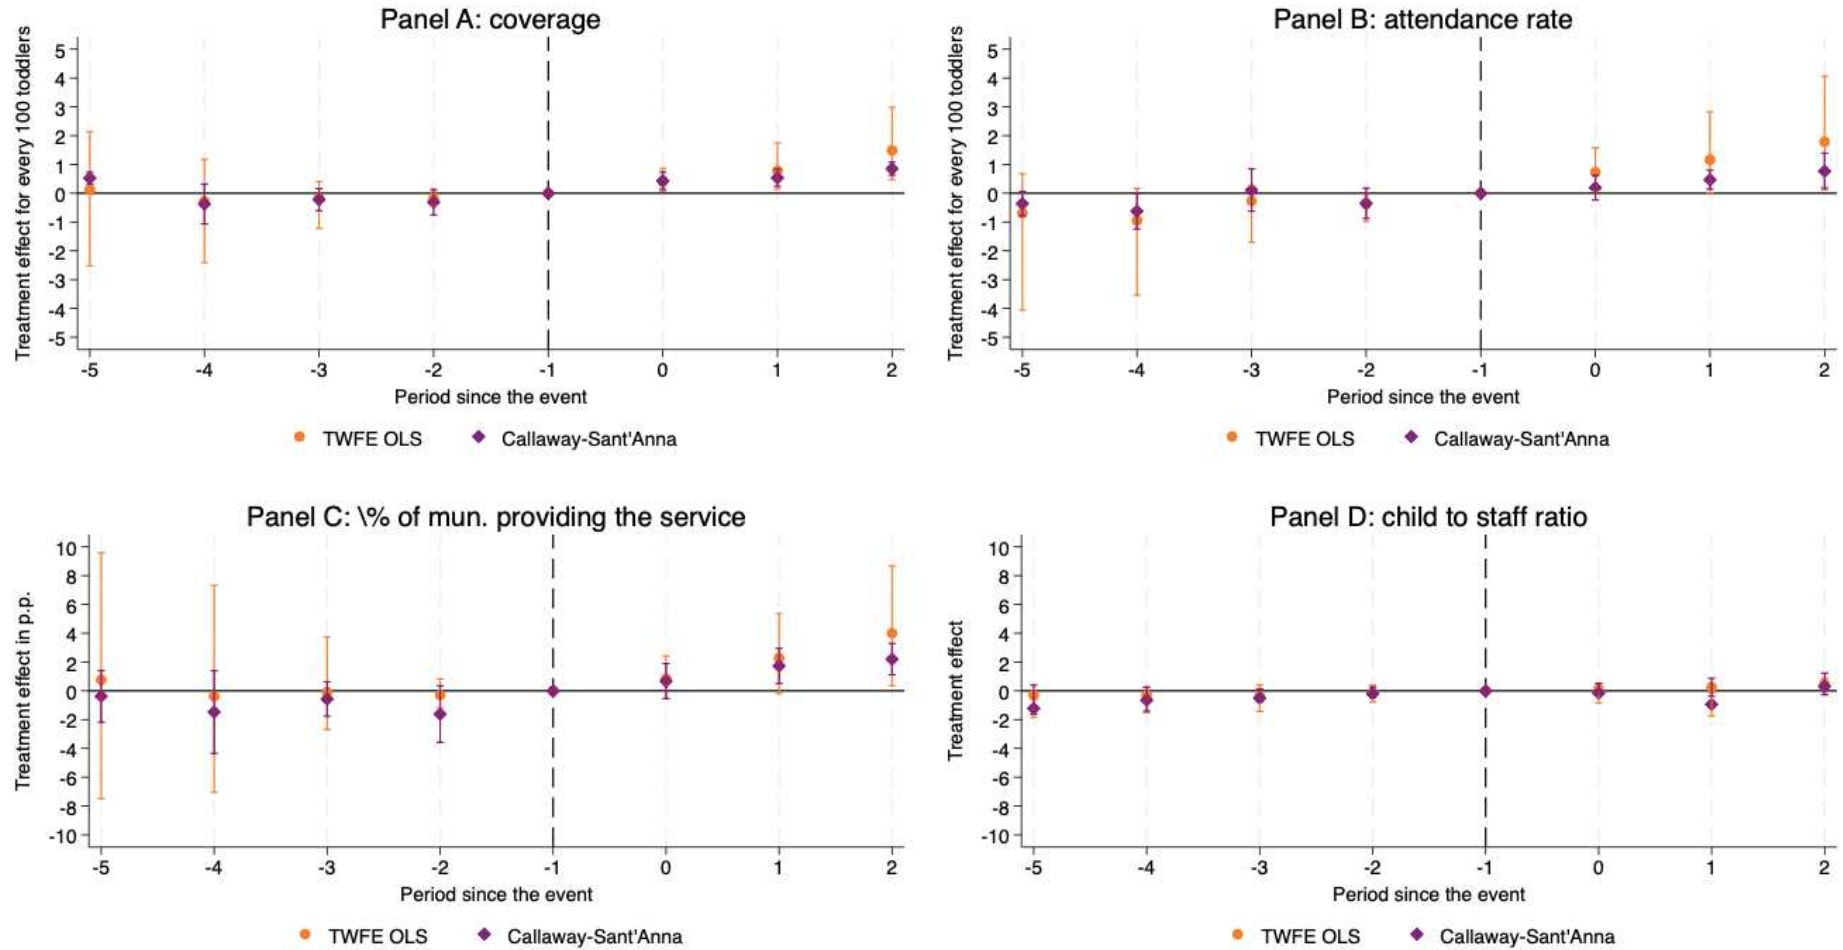 Panel A: coverage
Treatment effect for every 100 toddlers
5
4
3
2
1
0
-1
-2
-3
-4
-5
-5 -4 -3 -2 -1 0 1 2
Period since the event
TWFE OLS Callaway-Sant'Anna
Panel B: attendance rate
Treatment effect for every 100 toddlers
5
4
3
2
1
0
-1
-2
-3
-4
-5
-5 -4 -3 -2 -1 0 1 2
Period since the event
TWFE OLS Callaway-Sant'Anna
Panel C: \% of mun. providing the service
Treatment effect in p.p.
10
8
6
4
2
0
-2
-4
-6
-8
-10
-5 -4 -3 -2 -1 0 1 2
Period since the event
TWFE OLS Callaway-Sant'Anna
Panel D: child to staff ratio
Treatment effect
10
8
6
4
2
0
-2
-4
-6
-8
-10
-5 -4 -3 -2 -1 0 1 2
Period since the event
TWFE OLS Callaway-Sant'Anna